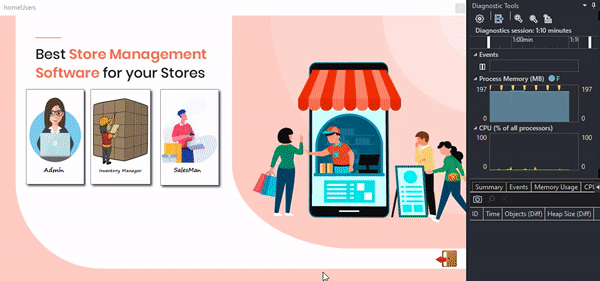 homeUsers
Best Store Management
Software for your Stores
Admin
Inventory Manager
SalesMan
Diagnostic Tools
Diagnostics session: 1:10 minutes
1:00min
Events
Process Memory (MB)
197
197
0
0
CPU (% of all processors)
100
100
0
0
Summary Events Memory Usage CPU
ID Time Objects (Diff) Heap Size (Diff)